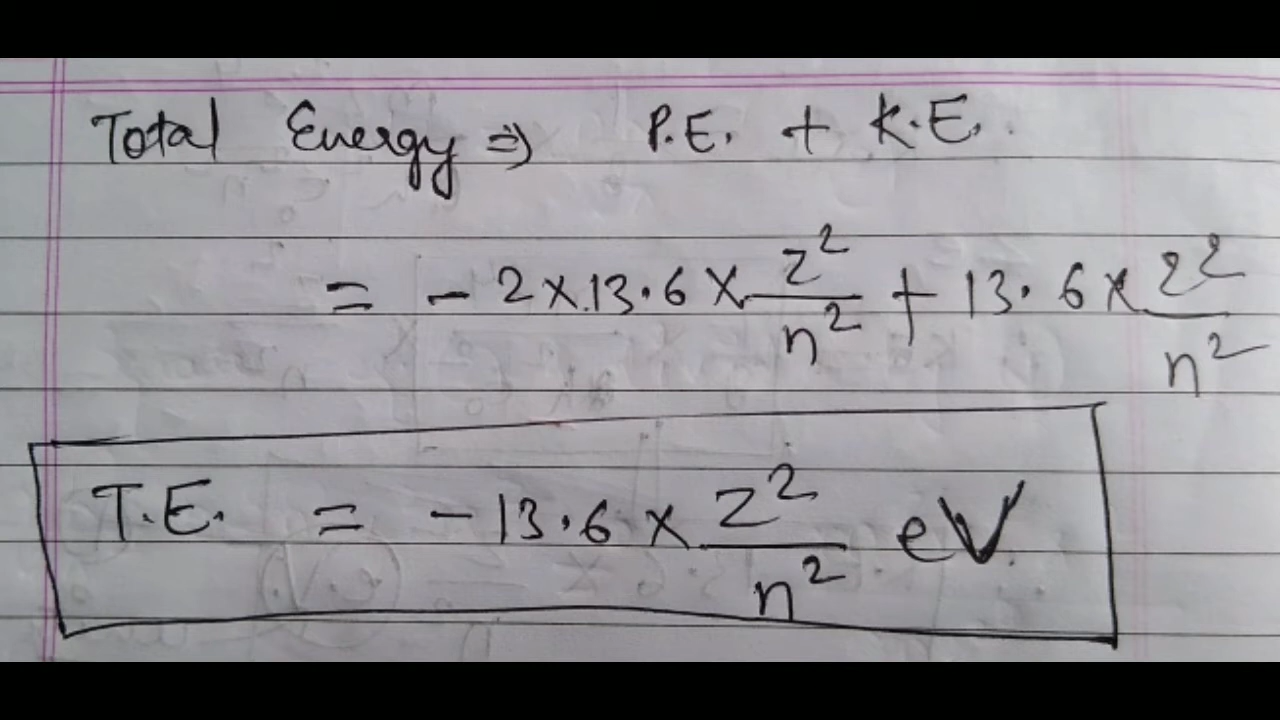 Total Energy ⇒ P.E. + K.E.
= - 2 × 13.6 × Z²/n² + 13.6 × Z²/n²
T.E. = - 13.6 × Z²/n² eV